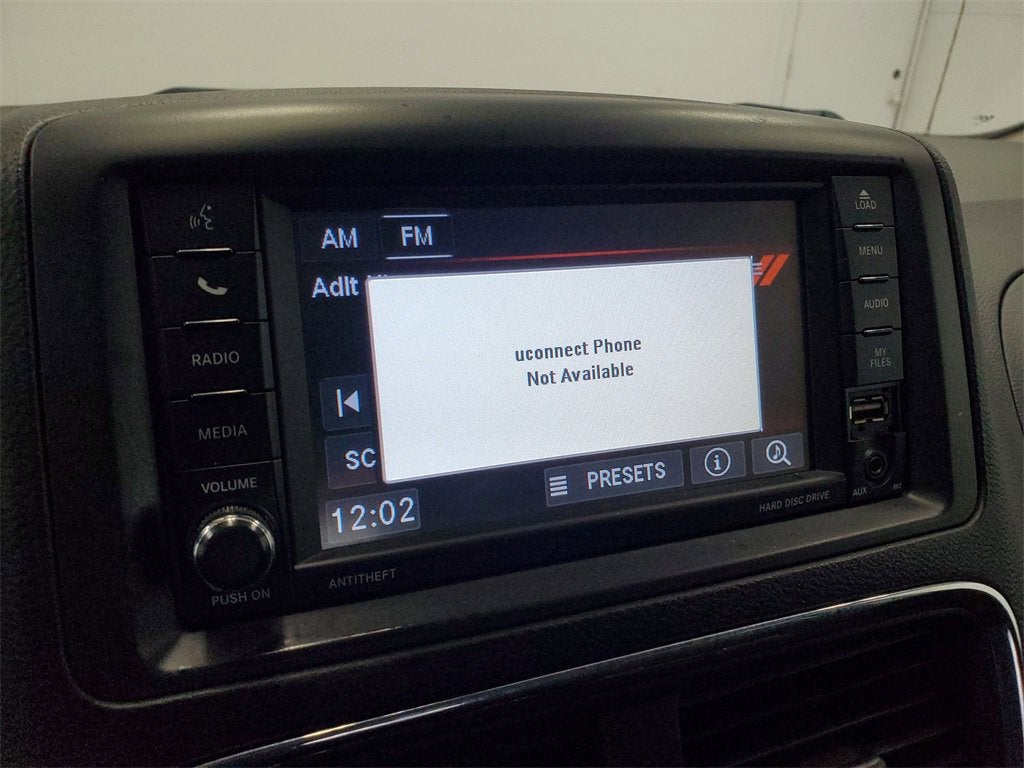 AM FM
Adlt
uconnect Phone
Not Available
SC
PRESETS
12:02
RADIO
MEDIA
VOLUME
PUSH ON
ANTITHEFT
LOAD
MENU
AUDIO
MY
FILES
AUX
HARD DISC DRIVE